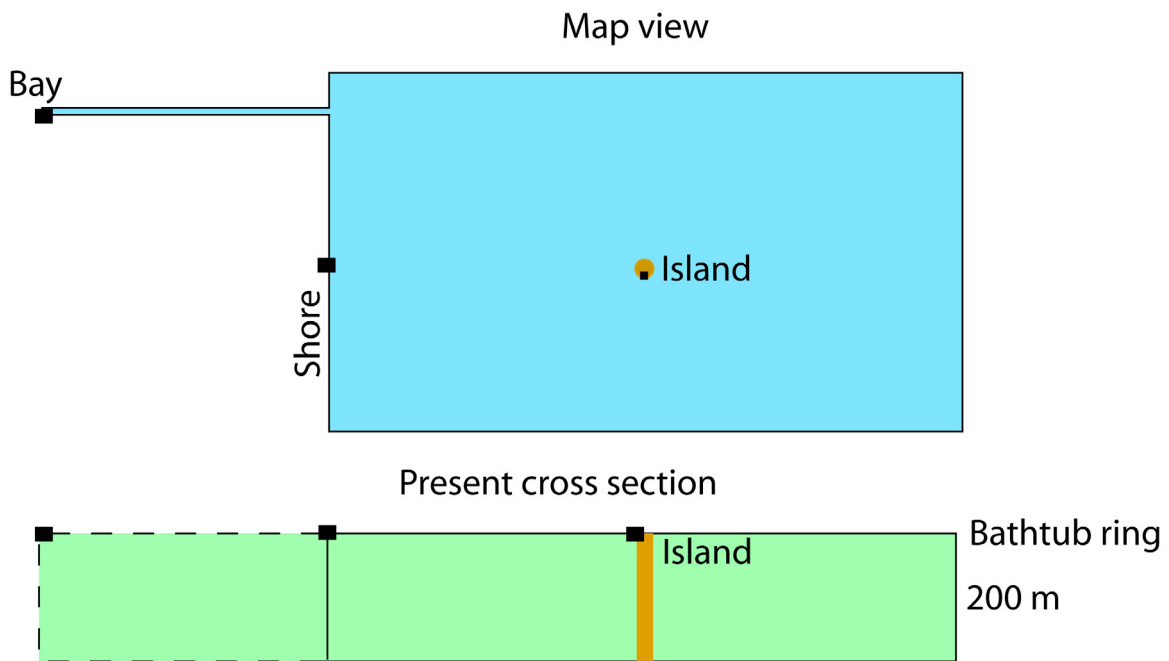 Map view
Bay
Island
Shore
Present cross section
Bathtub ring
Island
200 m